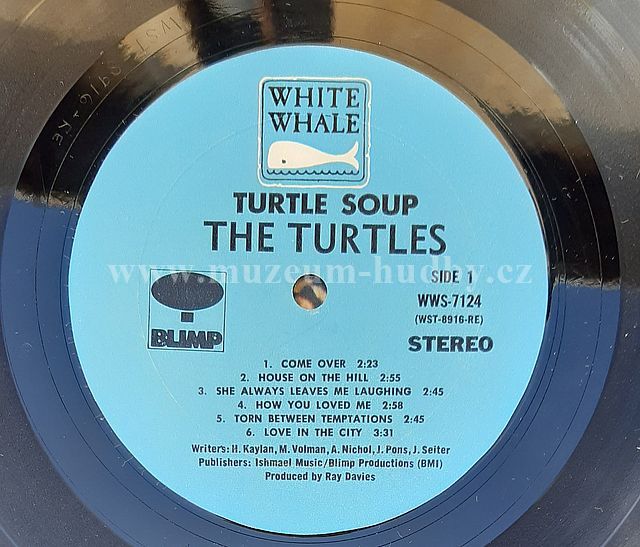 WHITE
WHALE
TURTLE SOUP
THE TURTLES
www.muzeum-hudby.cz
SIDE 1
WWS-7124
(WST-8916-RE)
STEREO
BLIMP
1. COME OVER 2:23
2. HOUSE ON THE HILL 2:55
3. SHE ALWAYS LEAVES ME LAUGHING 2:45
4. HOW YOU LOVED ME 2:58
5. TORN BETWEEN TEMPTATIONS 2:45
6. LOVE IN THE CITY 3:31
Writers: H. Kaylan, M. Volman, A. Nichol, J. Pons, J. Seiter
Publishers: Ishmael Music/Blimp Productions (BMI)
Produced by Ray Davies